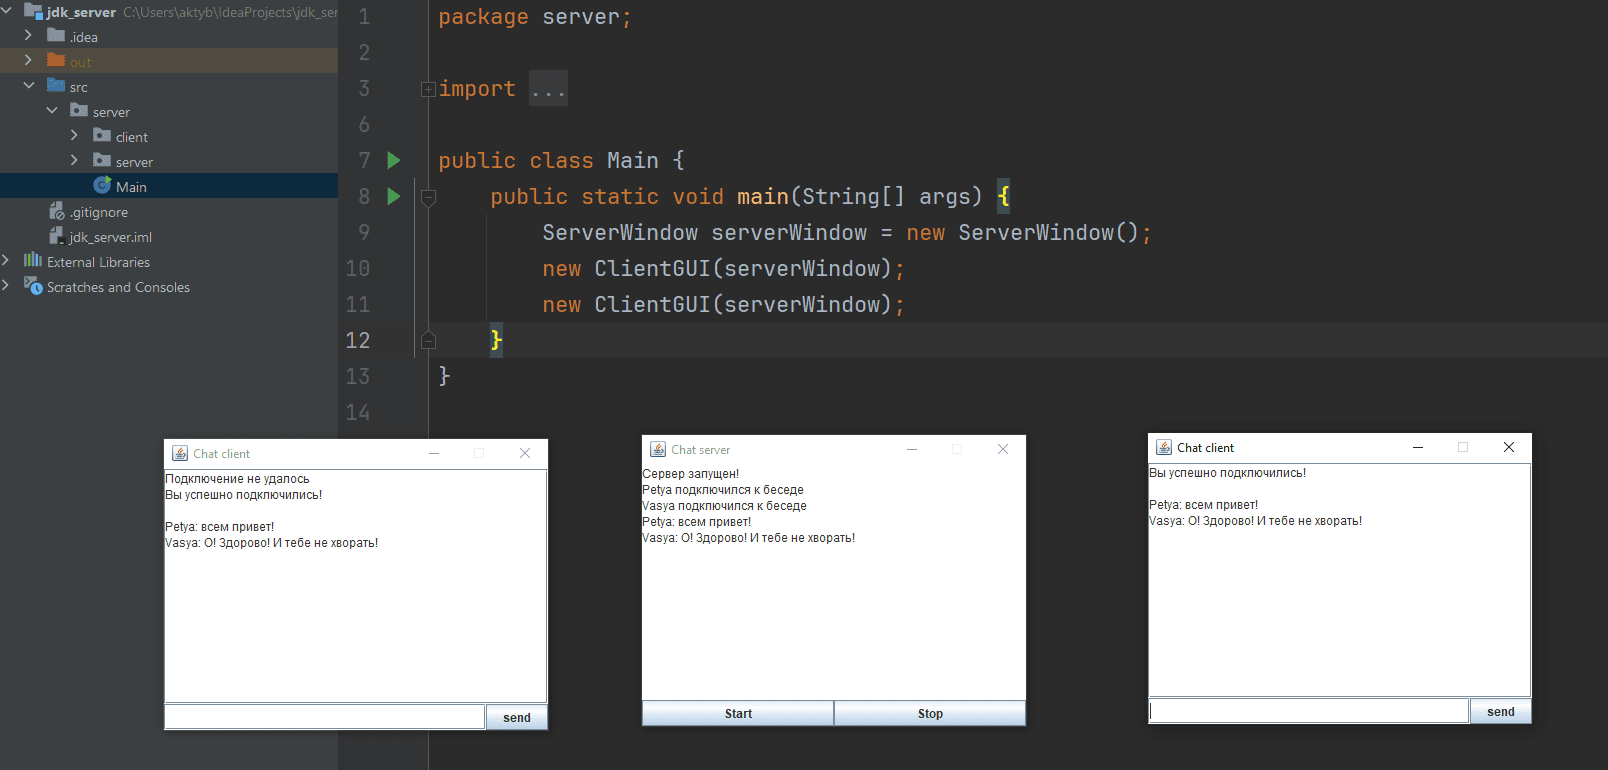 jdk_server C:\Users\aktyb\IdeaProjects\jdk_ser
.idea
out
src
server
client
server
Main
.gitignore
jdk_server.iml
External Libraries
Scratches and Consoles
1 package server;
2
3 import ...
6
7 public class Main {
8 public static void main(String[] args) {
9 ServerWindow serverWindow = new ServerWindow();
10 new ClientGUI(serverWindow);
11 new ClientGUI(serverWindow);
12 }
13 }
14
Chat client
Подключение не удалось
Вы успешно подключились!
Petya: всем привет!
Vasya: О! Здорово! И тебе не хворать!
send
Chat server
Сервер запущен!
Petya подключился к беседе
Vasya подключился к беседе
Petya: всем привет!
Vasya: О! Здорово! И тебе не хворать!
Start Stop
Chat client
Вы успешно подключились!
Petya: всем привет!
Vasya: О! Здорово! И тебе не хворать!
send